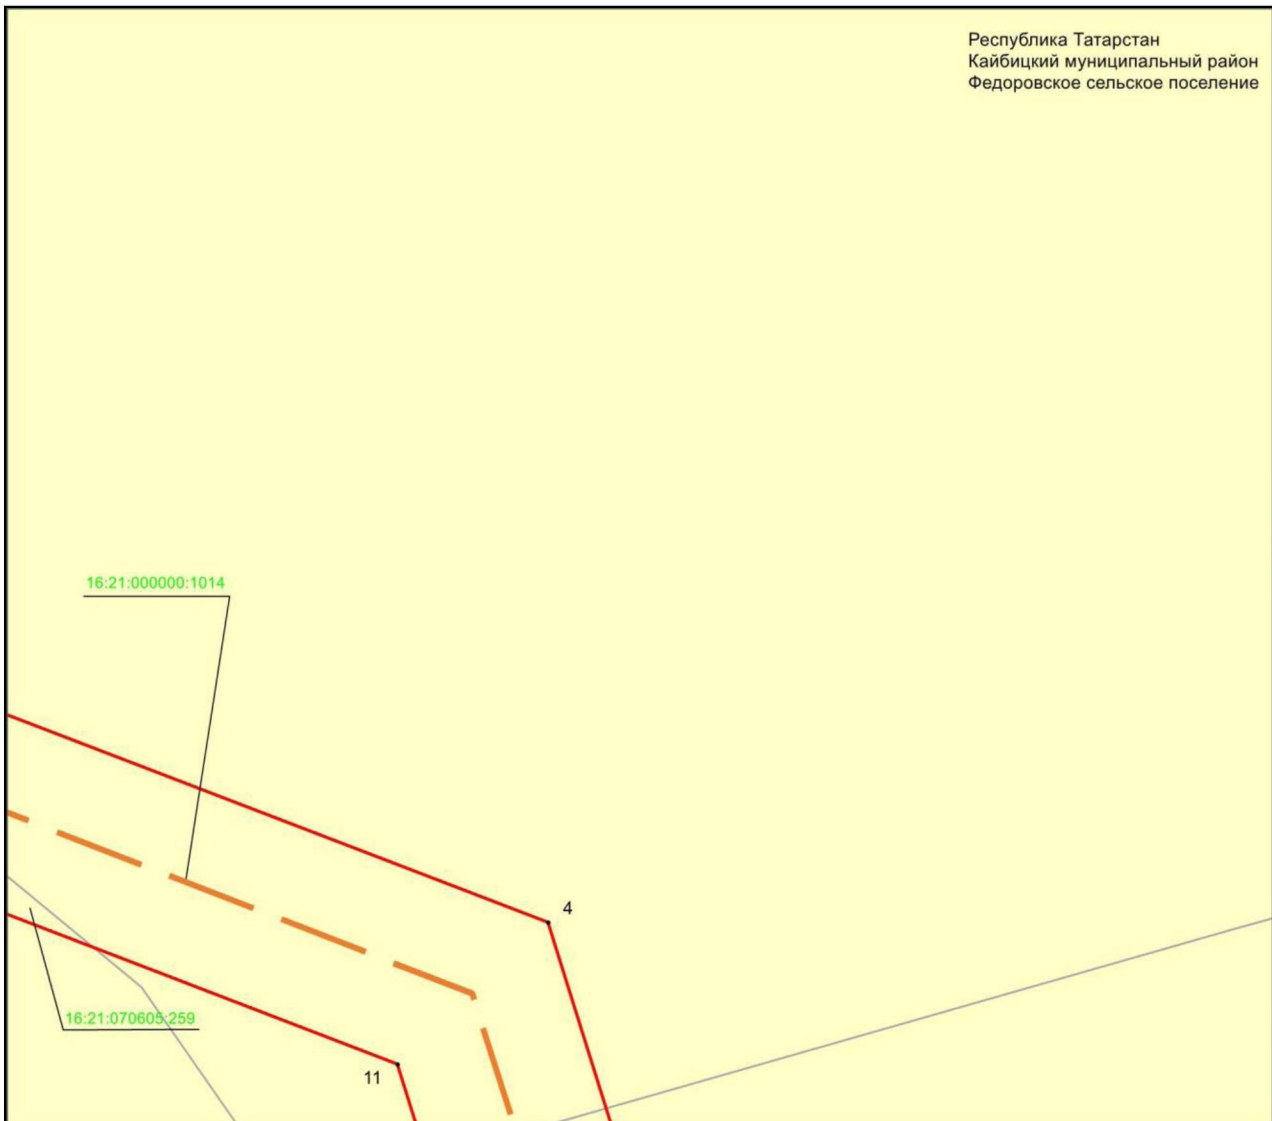 Республика Татарстан
Кайбицкий муниципальный район
Федоровское сельское поселение
16:21:000000:1014
4
16:21:070605:259
11